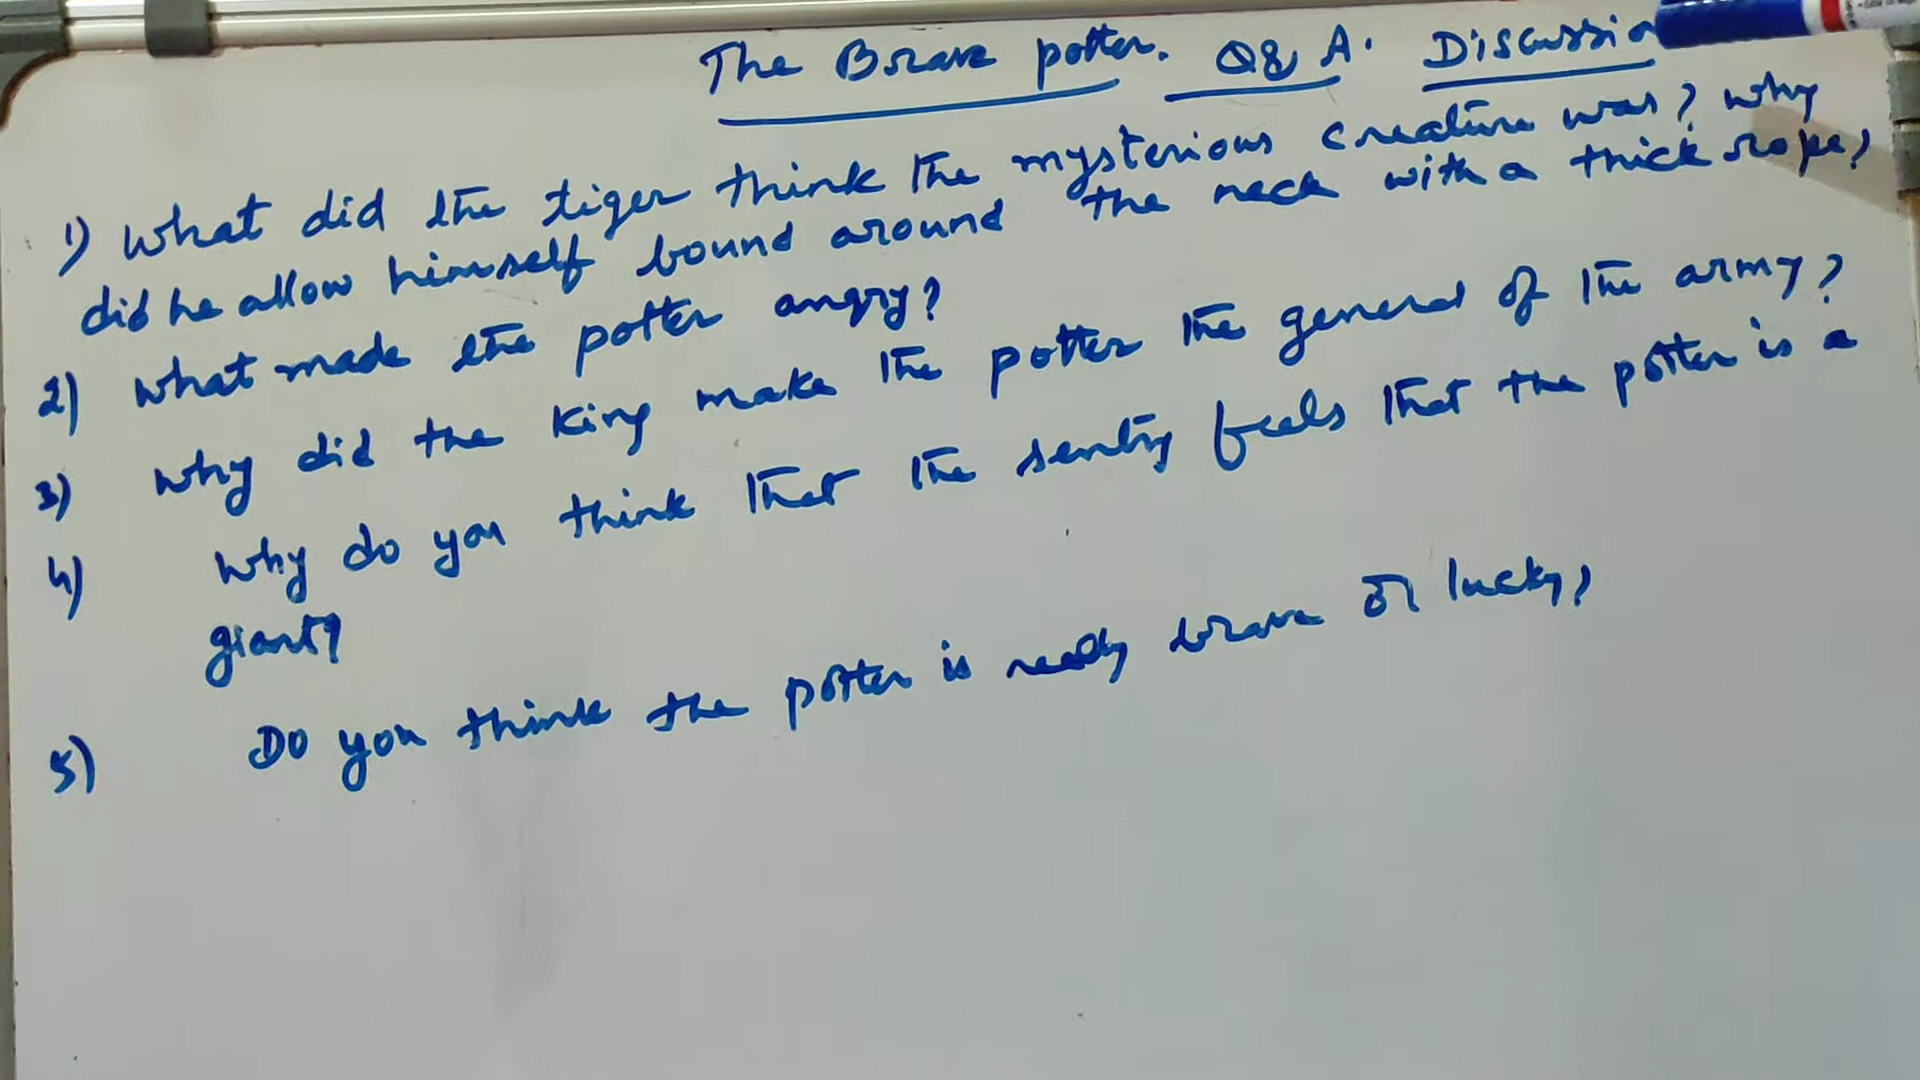 The Brave potter. Q & A. Discussio
1) What did the tiger think the mysterious creature was? why
did he allow himself bound around the neck with a thick rope?
2) What made the potter angry?
3) Why did the King make the potter the general of the army?
4) Why do you think that the sentry feels that the potter is a
giant?
5) Do you think the potter is really brave or lucky?